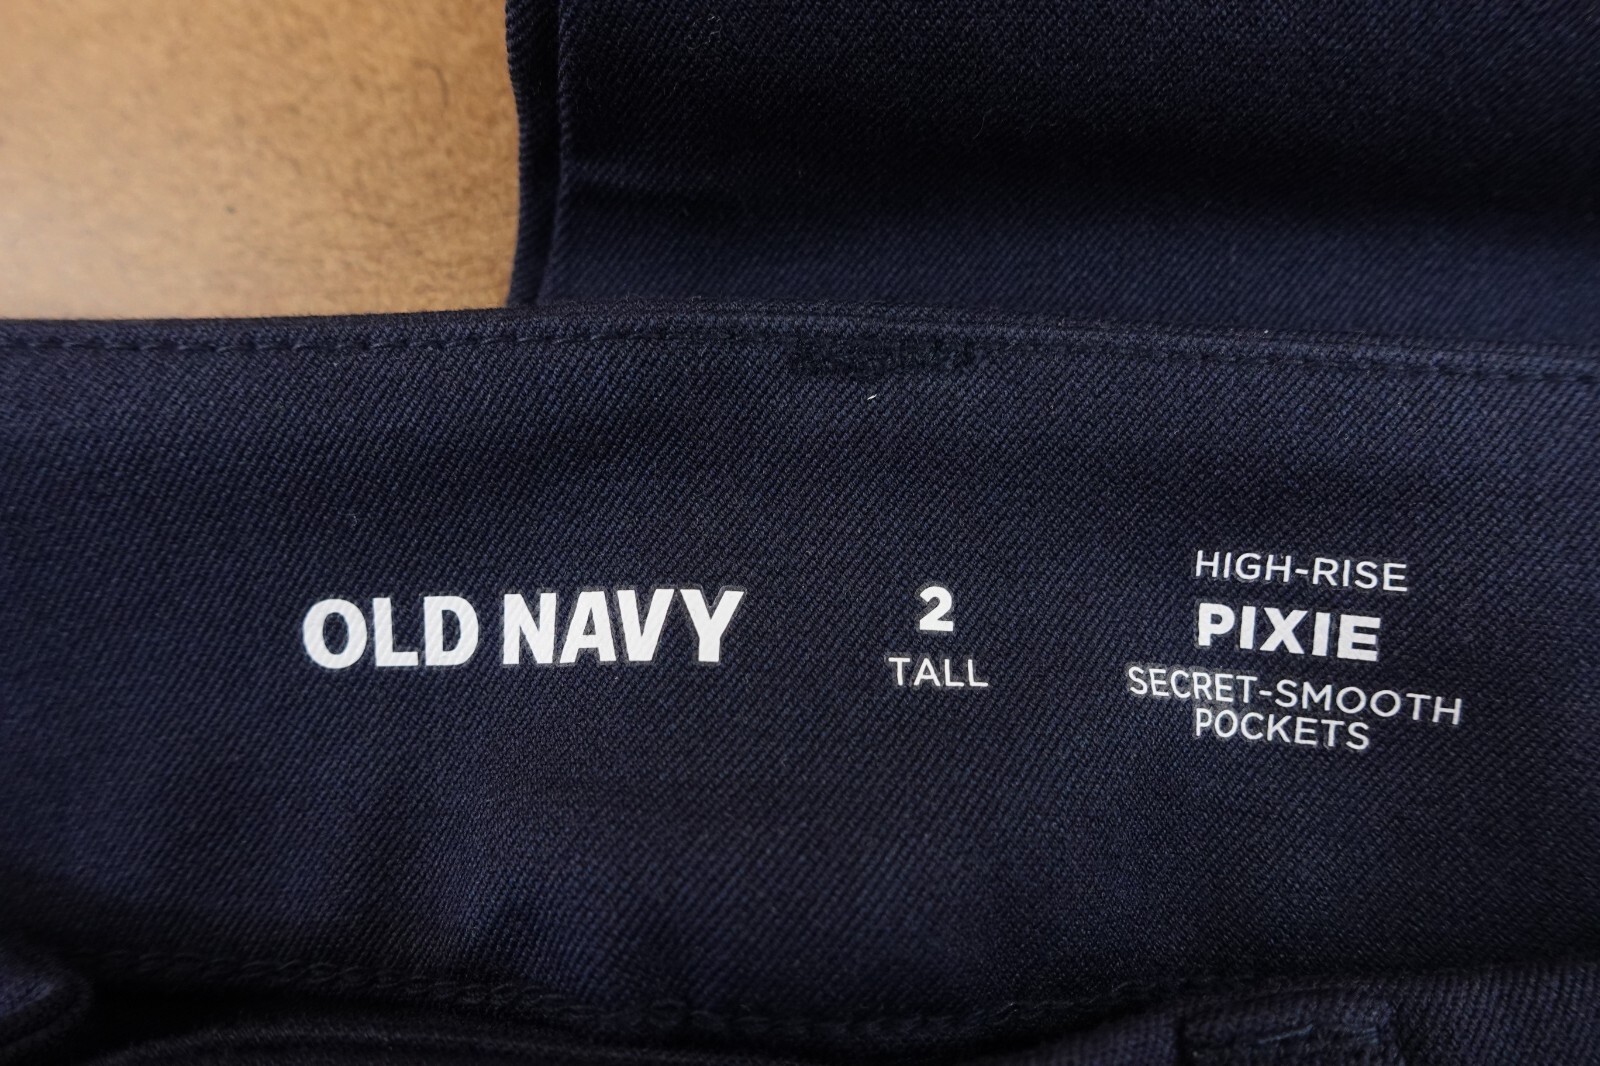 OLD NAVY
2
TALL
HIGH-RISE
PIXIE
SECRET-SMOOTH
POCKETS